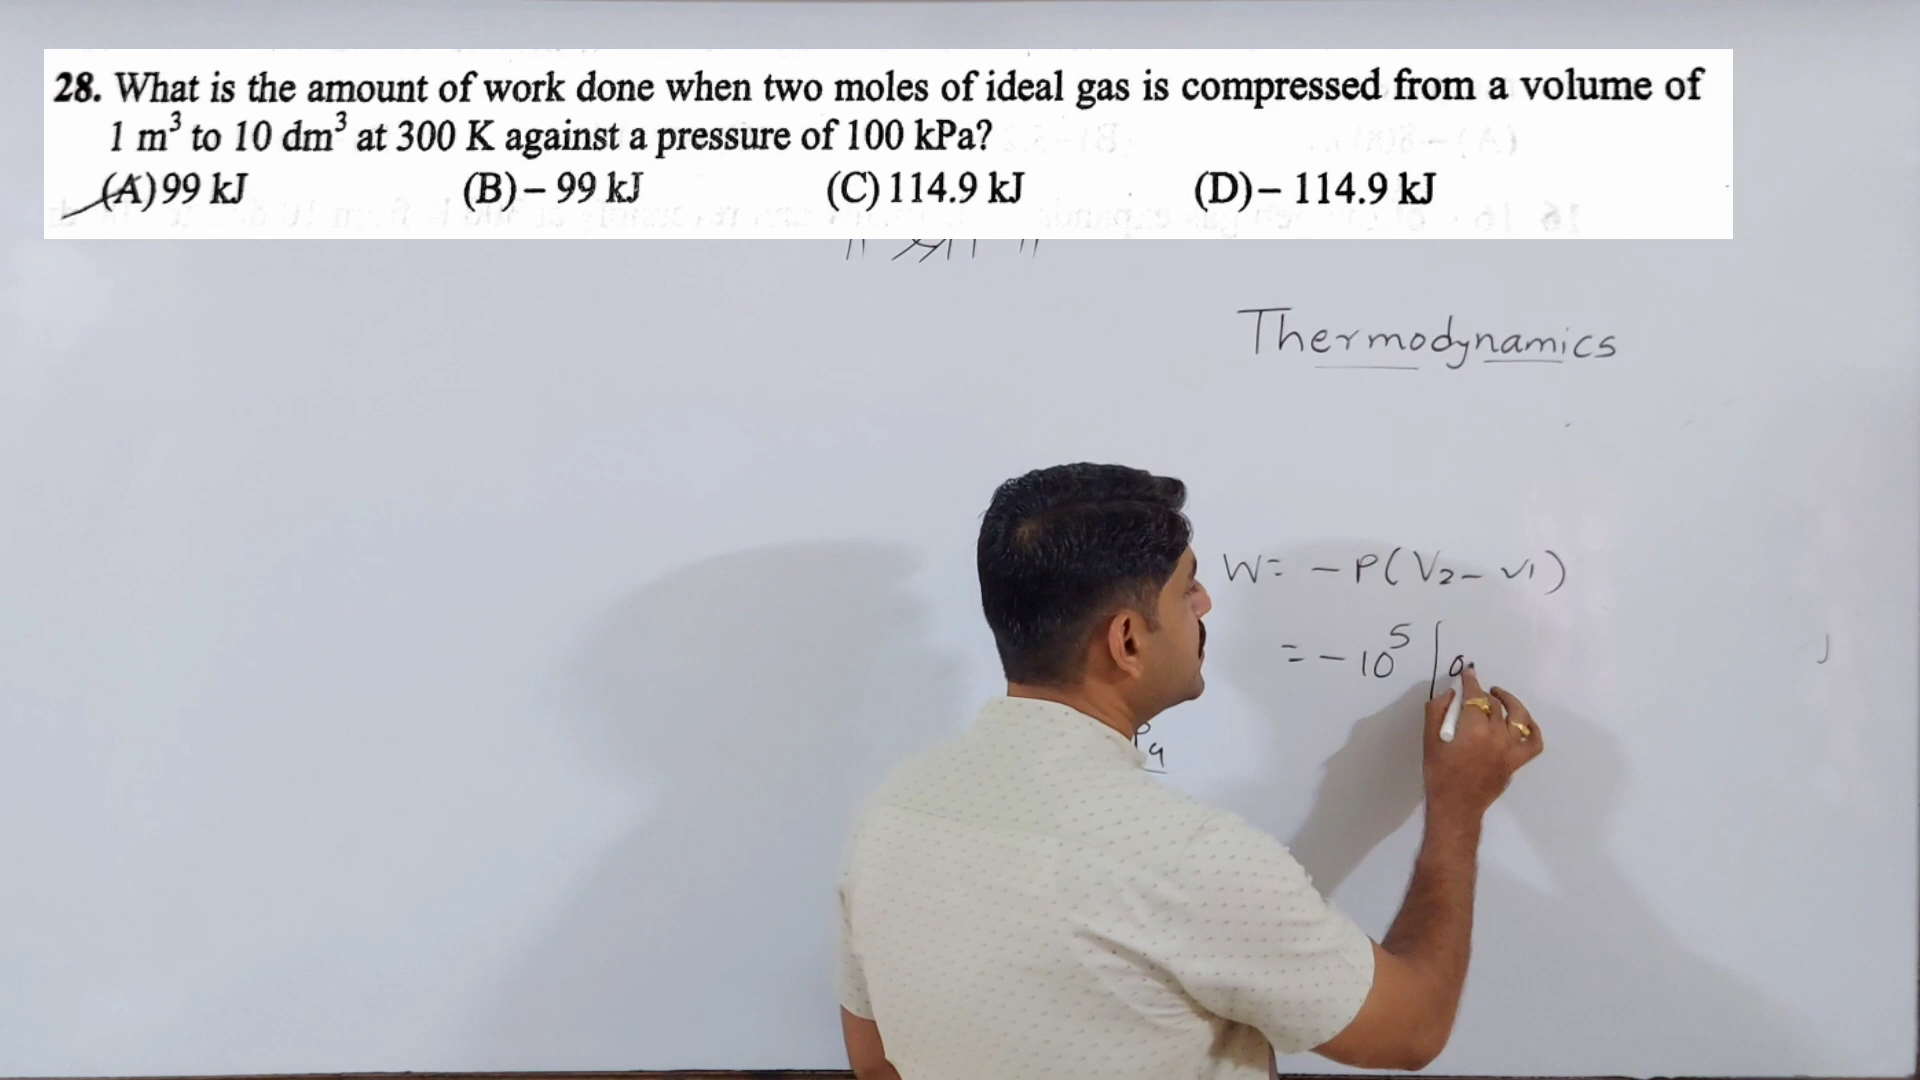 28. What is the amount of work done when two moles of ideal gas is compressed from a volume of
1 m³ to 10 dm³ at 300 K against a pressure of 100 kPa?
(A) 99 kJ (B) – 99 kJ (C) 114.9 kJ (D) – 114.9 kJ
Thermodynamics
W = – P(V₂ – V₁)
= – 10⁵
Pa
J